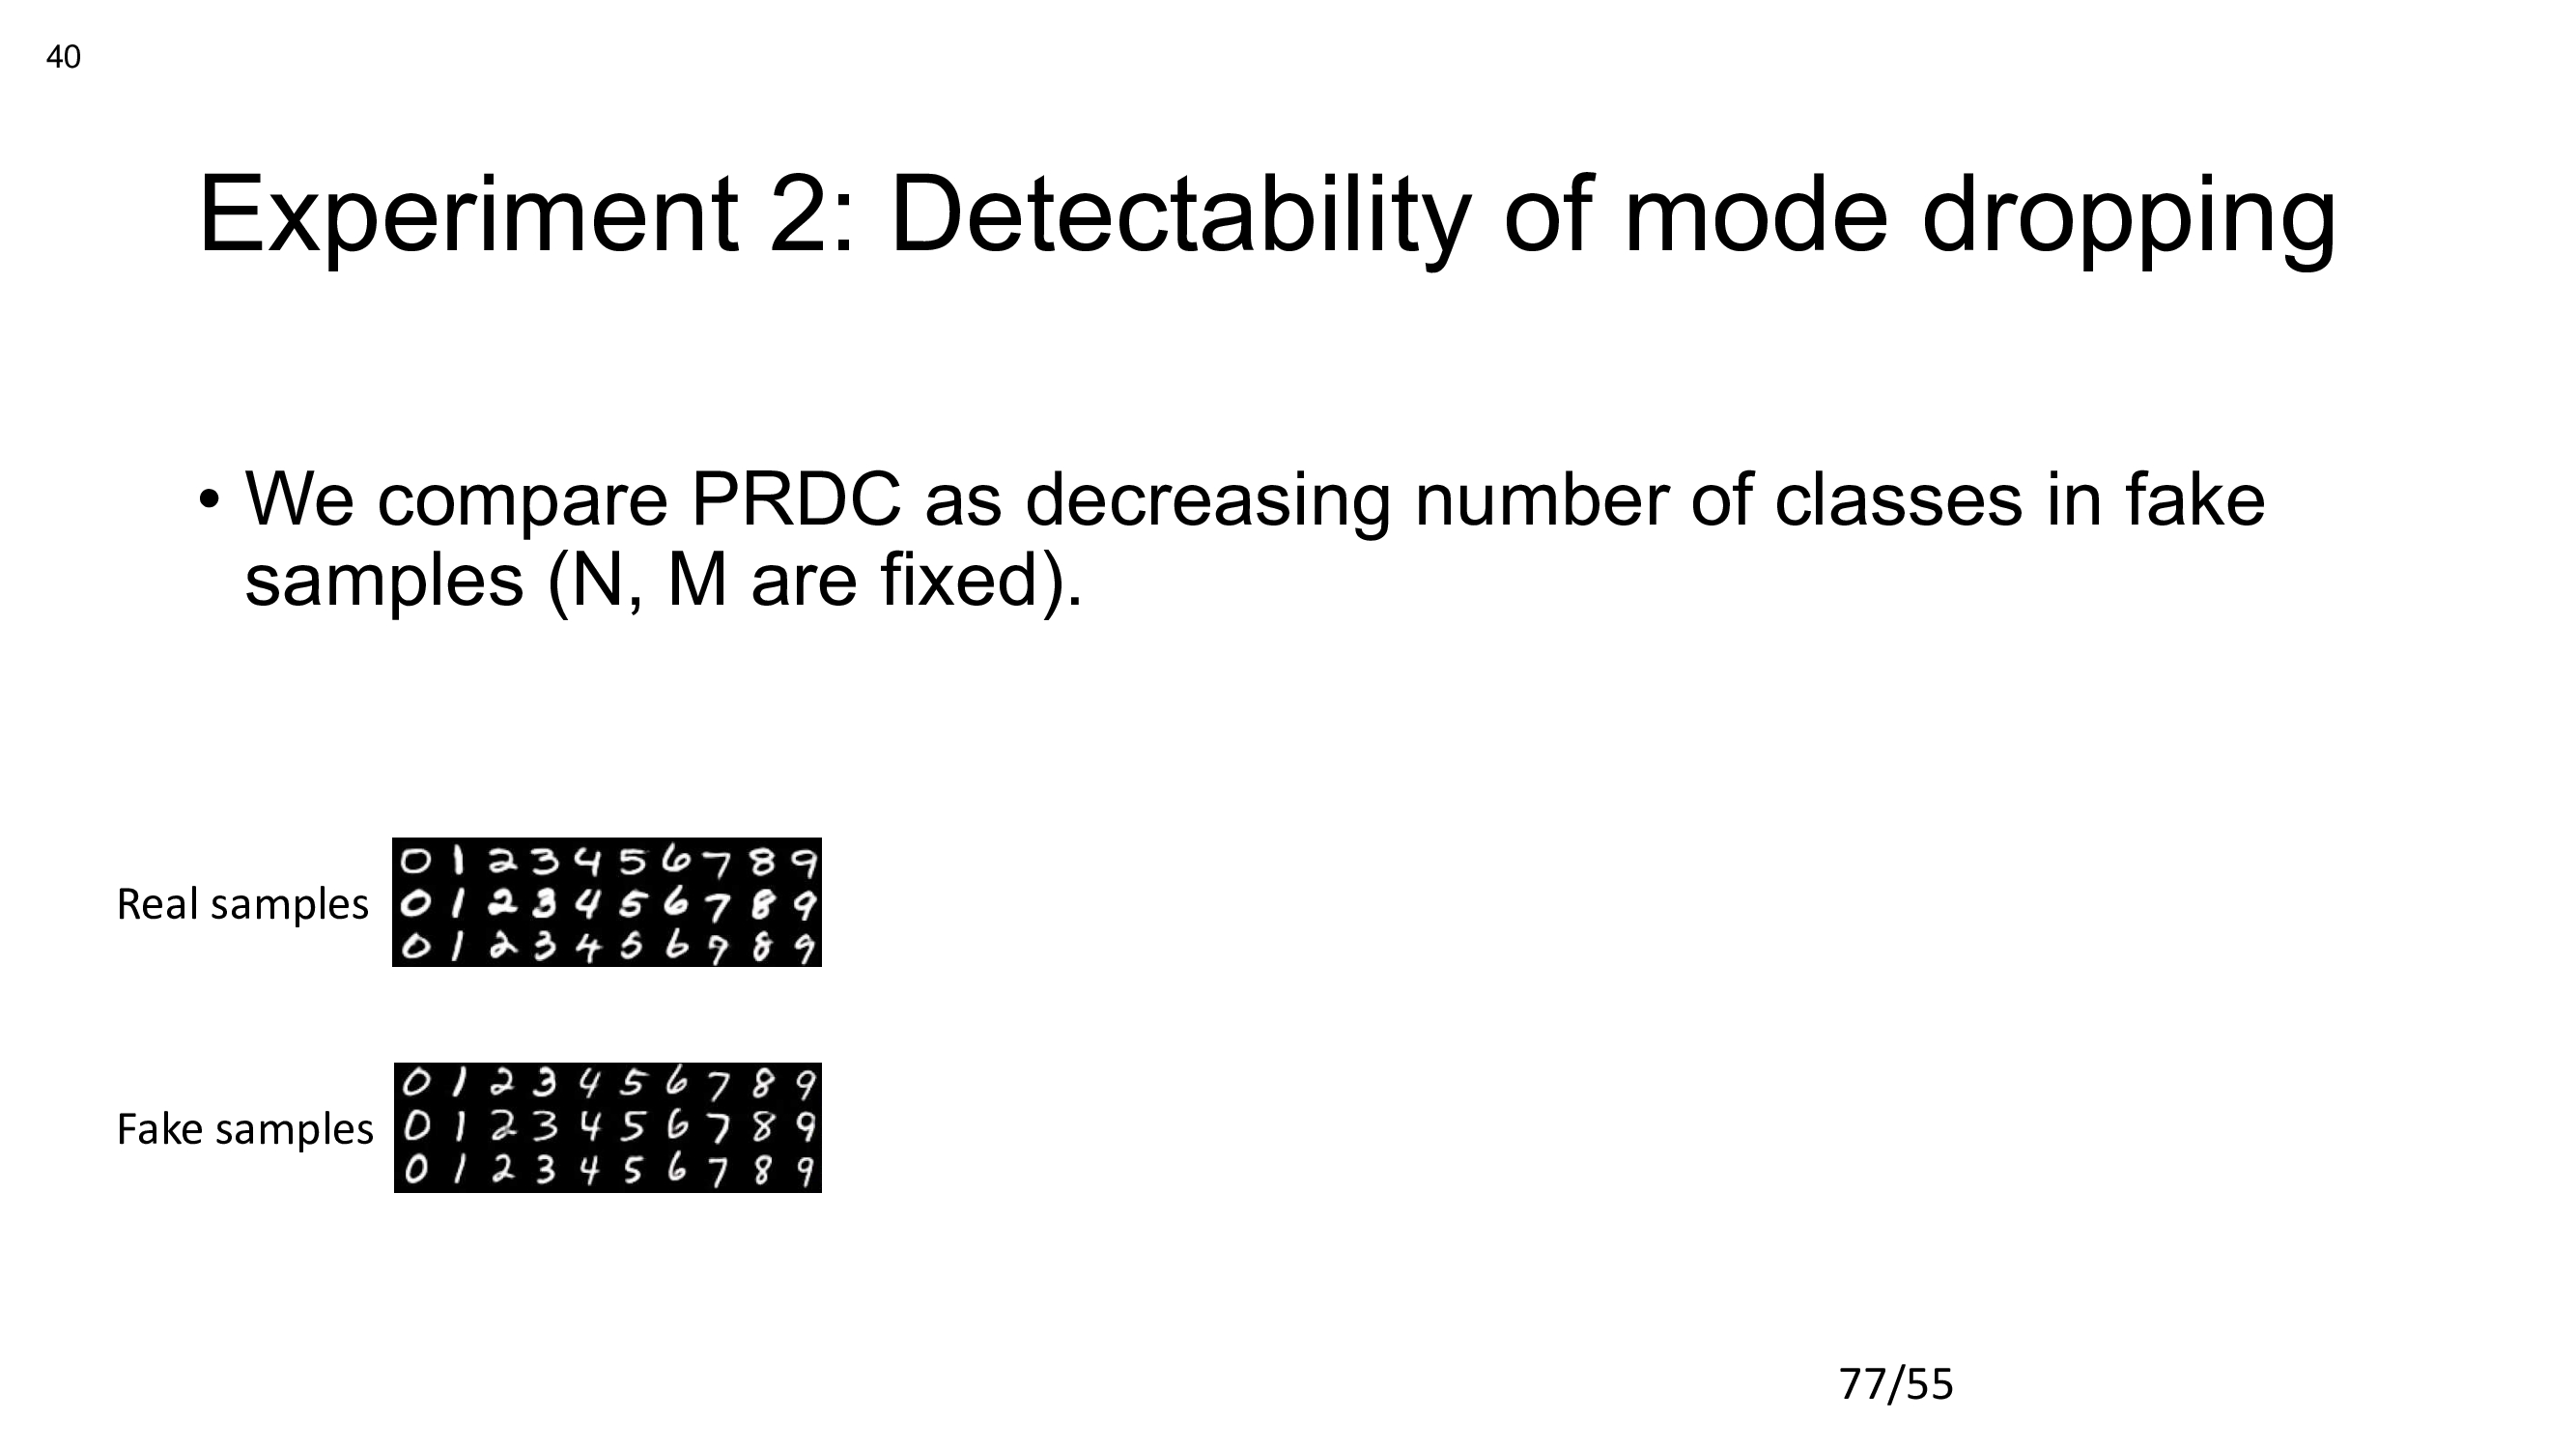 40
Experiment 2: Detectability of mode dropping
• We compare PRDC as decreasing number of classes in fake
samples (N, M are fixed).
Real samples
0 1 2 3 4 5 6 7 8 9
0 1 2 3 4 5 6 7 8 9
0 1 2 3 4 5 6 7 8 9
Fake samples
0 1 2 3 4 5 6 7 8 9
0 1 2 3 4 5 6 7 8 9
0 1 2 3 4 5 6 7 8 9
77/55